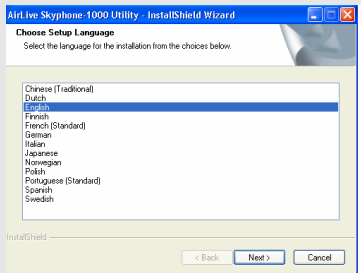 AirLive Skyphone-1000 Utility - InstallShield Wizard
Choose Setup Language
Select the language for the installation from the choices below.
Chinese (Traditional)
Dutch
English
Finnish
French (Standard)
German
Italian
Japanese
Norwegian
Polish
Portuguese (Standard)
Spanish
Swedish
InstallShield
< Back
Next >
Cancel